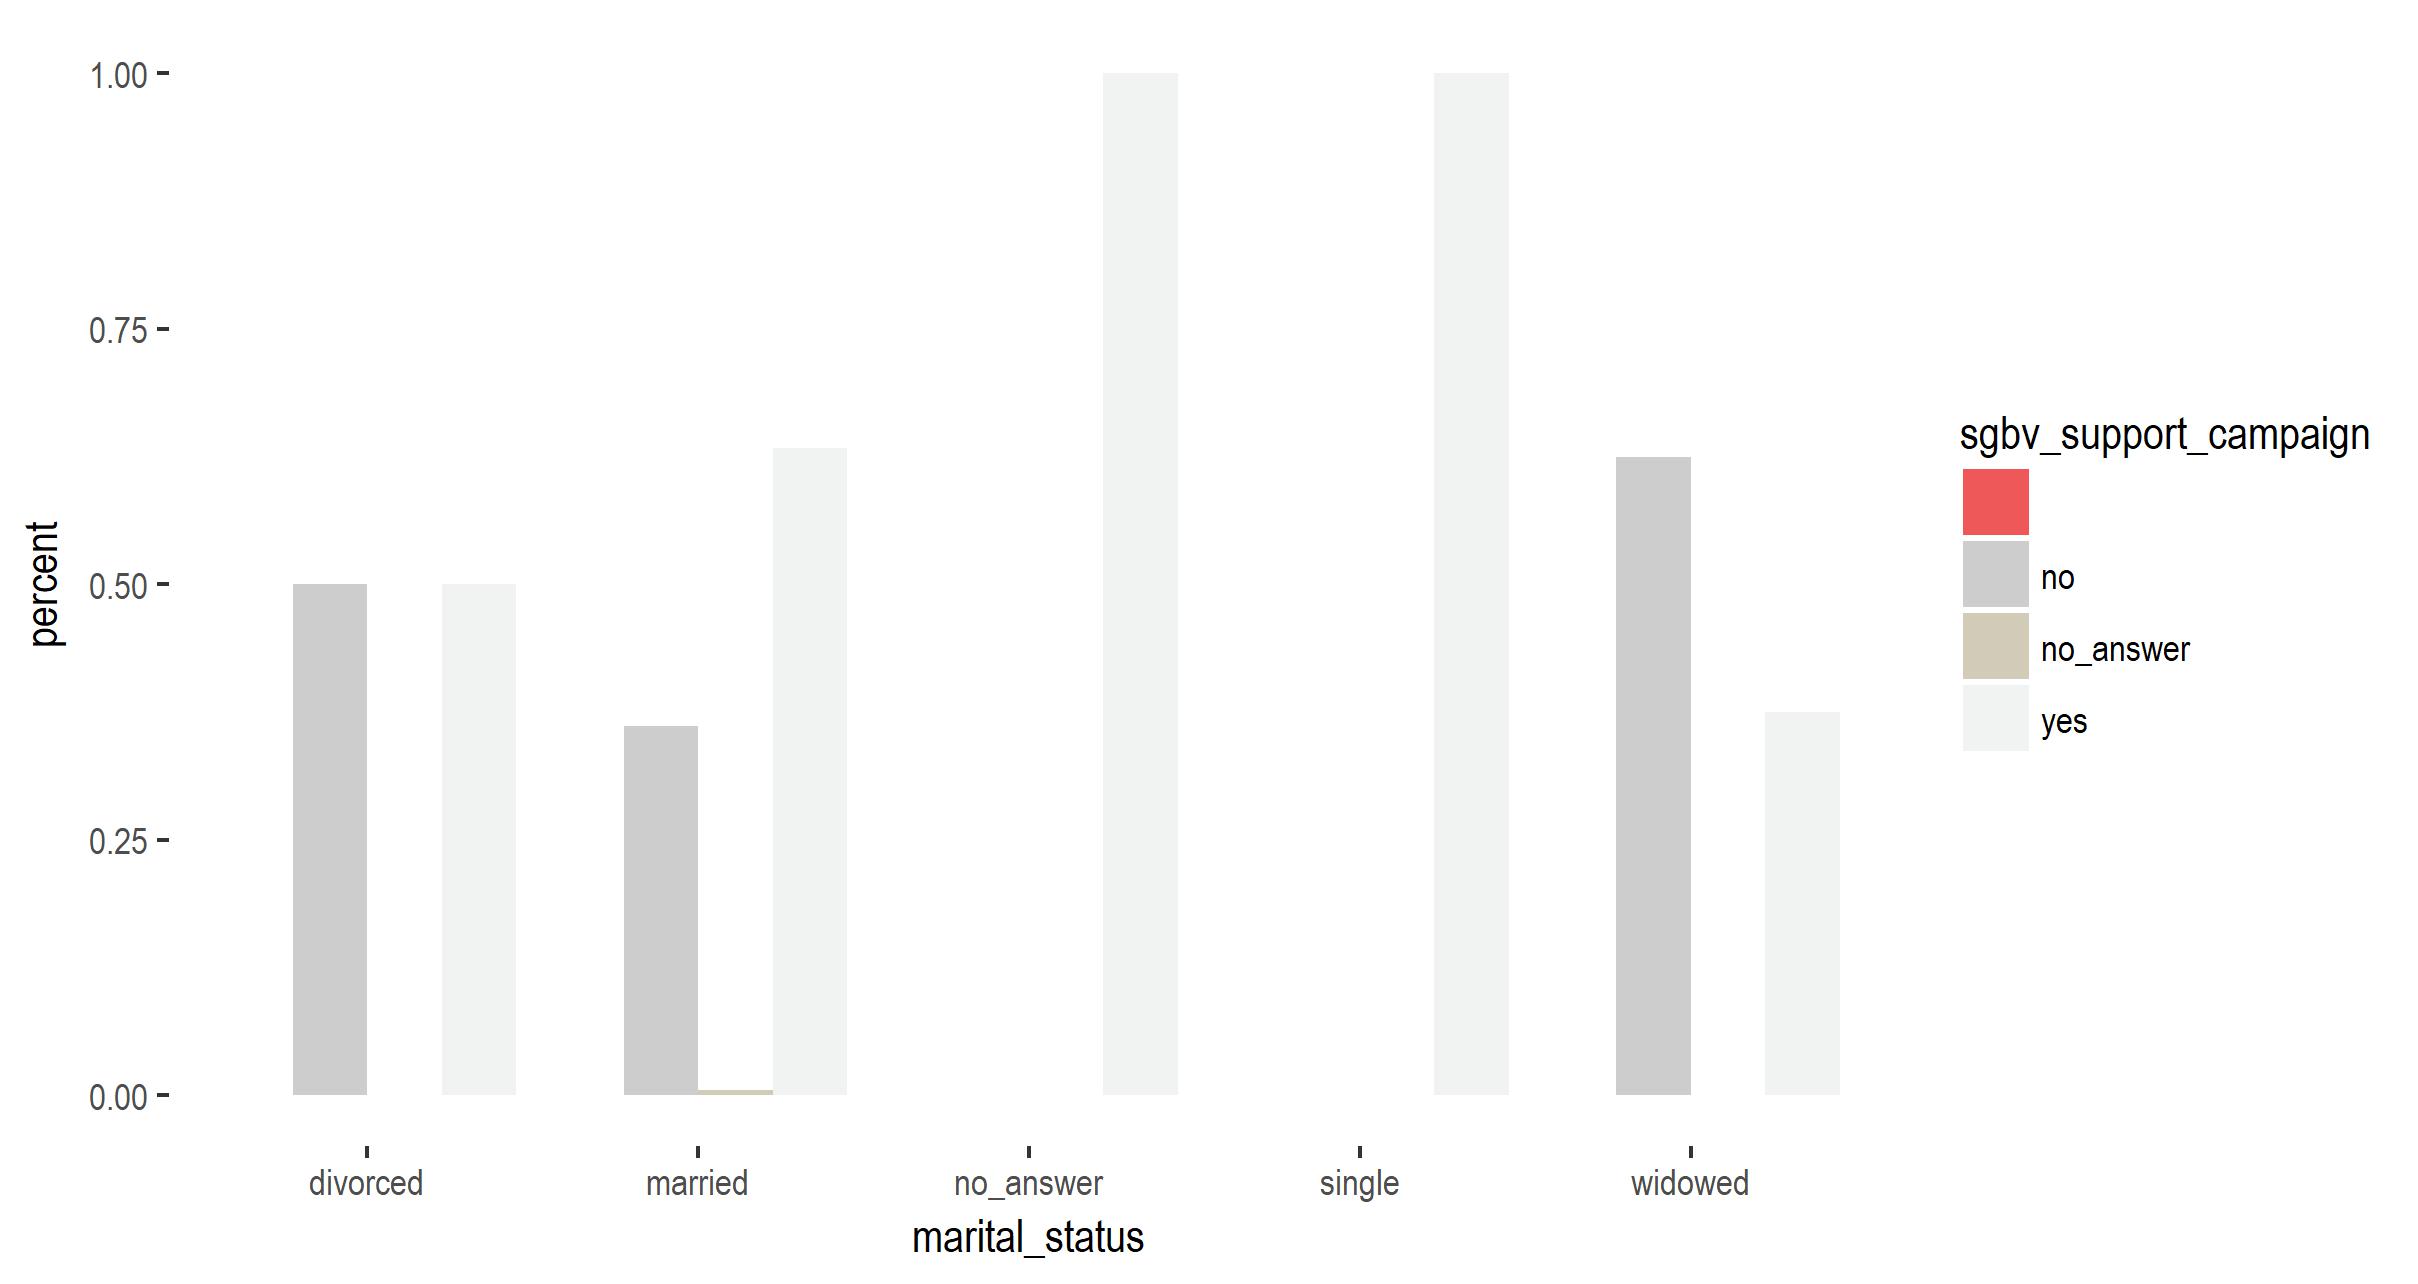 percent
1.00
0.75
0.50
0.25
0.00
divorced married no_answer single widowed
marital_status
sgbv_support_campaign
no
no_answer
yes